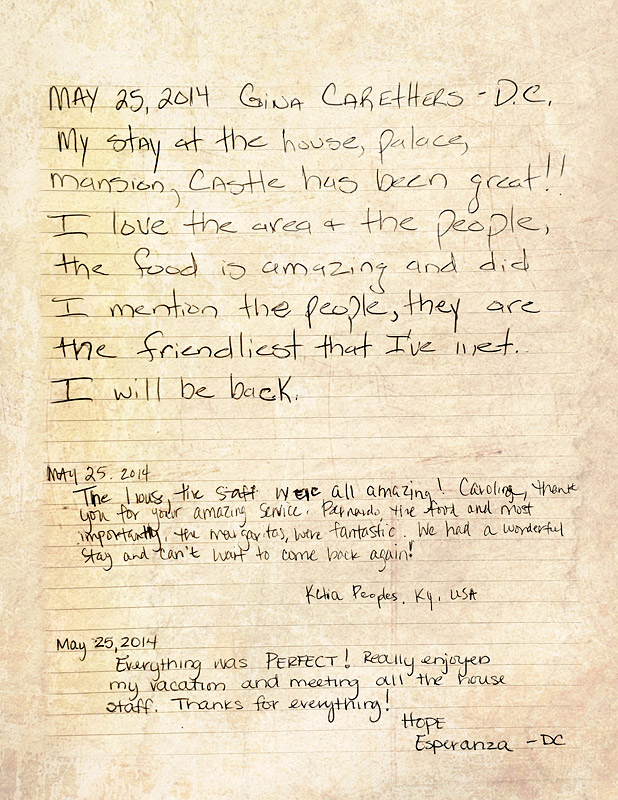 MAY 25, 2014 GINA CARETHERS - D.C.
My stay at the house, palace,
mansion, CAStle has been great!!
I love the area + the people,
the food is amazing and did
I mention the people, they are
the friendliest that I've met.
I will be back.
MAY 25. 2014
The house, the staff were all amazing! Caroline, thank
you for your amazing service. Bernardo the food and most
importantly, the margaritas, were fantastic. We had a wonderful
stay and can't wait to come back again!
Peoples. Ky, USA
May 25, 2014
Everything was PERFECT! Really enjoyed
my vacation and meeting all the house
staff. Thanks for everything!
HOPE
Esperanza - DC